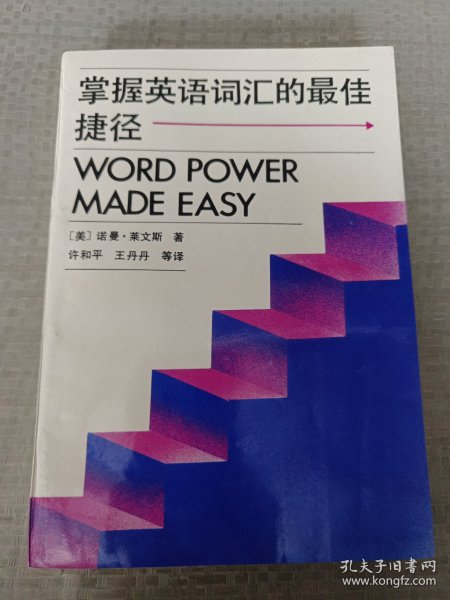 掌握英语词汇的最佳
捷径
WORD POWER
MADE EASY
［美］诺曼·莱文斯 著
许和平 王丹丹 等译
孔夫子旧书网
www.kongfz.com